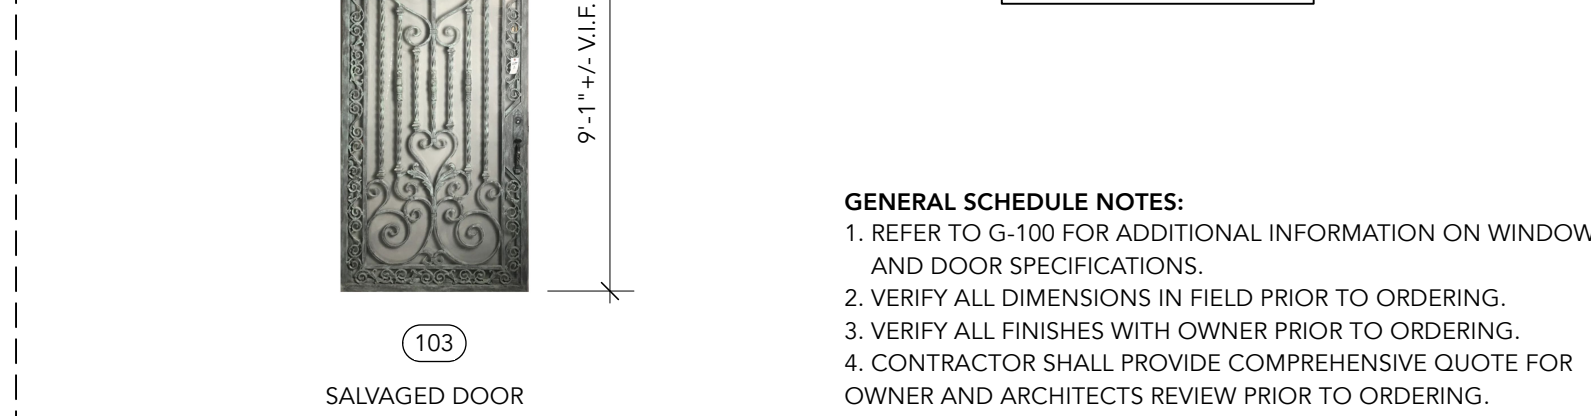 9'-1"+/- V.I.F.
103
SALVAGED DOOR
GENERAL SCHEDULE NOTES:
1. REFER TO G-100 FOR ADDITIONAL INFORMATION ON WINDOW
AND DOOR SPECIFICATIONS.
2. VERIFY ALL DIMENSIONS IN FIELD PRIOR TO ORDERING.
3. VERIFY ALL FINISHES WITH OWNER PRIOR TO ORDERING.
4. CONTRACTOR SHALL PROVIDE COMPREHENSIVE QUOTE FOR
OWNER AND ARCHITECTS REVIEW PRIOR TO ORDERING.